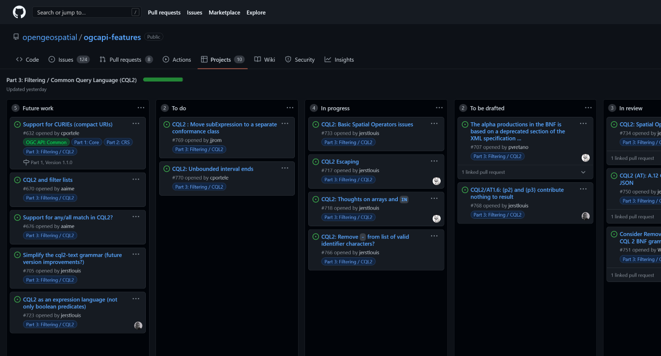 Search or jump to... /
Pull requests Issues Marketplace Explore
opengeospatial / ogcapi-features Public
Code Issues 124 Pull requests 8 Actions Projects 10 Wiki Security Insights
Part 3: Filtering / Common Query Language (CQL2)
Updated yesterday
5 Future work
Support for CURIEs (compact URIs)
#632 opened by cportele
OGC API: Common Part 1: Core Part 2: CRS
Part 3: Filtering / CQL2
Part 1, Version 1.1.0
CQL2 and filter lists
#670 opened by aaime
Part 3: Filtering / CQL2
Support for any/all match in CQL2?
#676 opened by aaime
Part 3: Filtering / CQL2
Simplify the cql2-text grammar (future
version improvements?)
#705 opened by jerstlouis
Part 3: Filtering / CQL2
CQL2 as an expression language (not
only boolean predicates)
#723 opened by jerstlouis
Part 3: Filtering / CQL2
2 To do
CQL2 : Move subExpression to a separate
conformance class
#769 opened by jjrom
Part 3: Filtering / CQL2
CQL2: Unbounded interval ends
#770 opened by cportele
Part 3: Filtering / CQL2
4 In progress
CQL2: Basic Spatial Operators issues
#733 opened by jerstlouis
Part 3: Filtering / CQL2
CQL2 Escaping
#717 opened by jerstlouis
Part 3: Filtering / CQL2
CQL2: Thoughts on arrays and IN
#718 opened by jerstlouis
Part 3: Filtering / CQL2
CQL2: Remove from list of valid
identifier characters?
#766 opened by jerstlouis
Part 3: Filtering / CQL2
2 To be drafted
The alpha productions in the BNF is
based on a deprecated section of the
XML specification ...
#707 opened by pvretano
Part 3: Filtering / CQL2
1 linked pull request
CQL2/AT1.6: {p2} and {p3} contribute
nothing to result
#768 opened by jerstlouis
Part 3: Filtering / CQL2
3 In review
CQL2: Spatial Op
#734 opened by je
Part 3: Filtering / C
1 linked pull request
CQL2 (AT): A.12 C
JSON
#750 opened by je
Part 3: Filtering / C
1 linked pull request
Consider Remov
CQL 2 BNF gram
#751 opened by
Part 3: Filtering / C
1 linked pull request